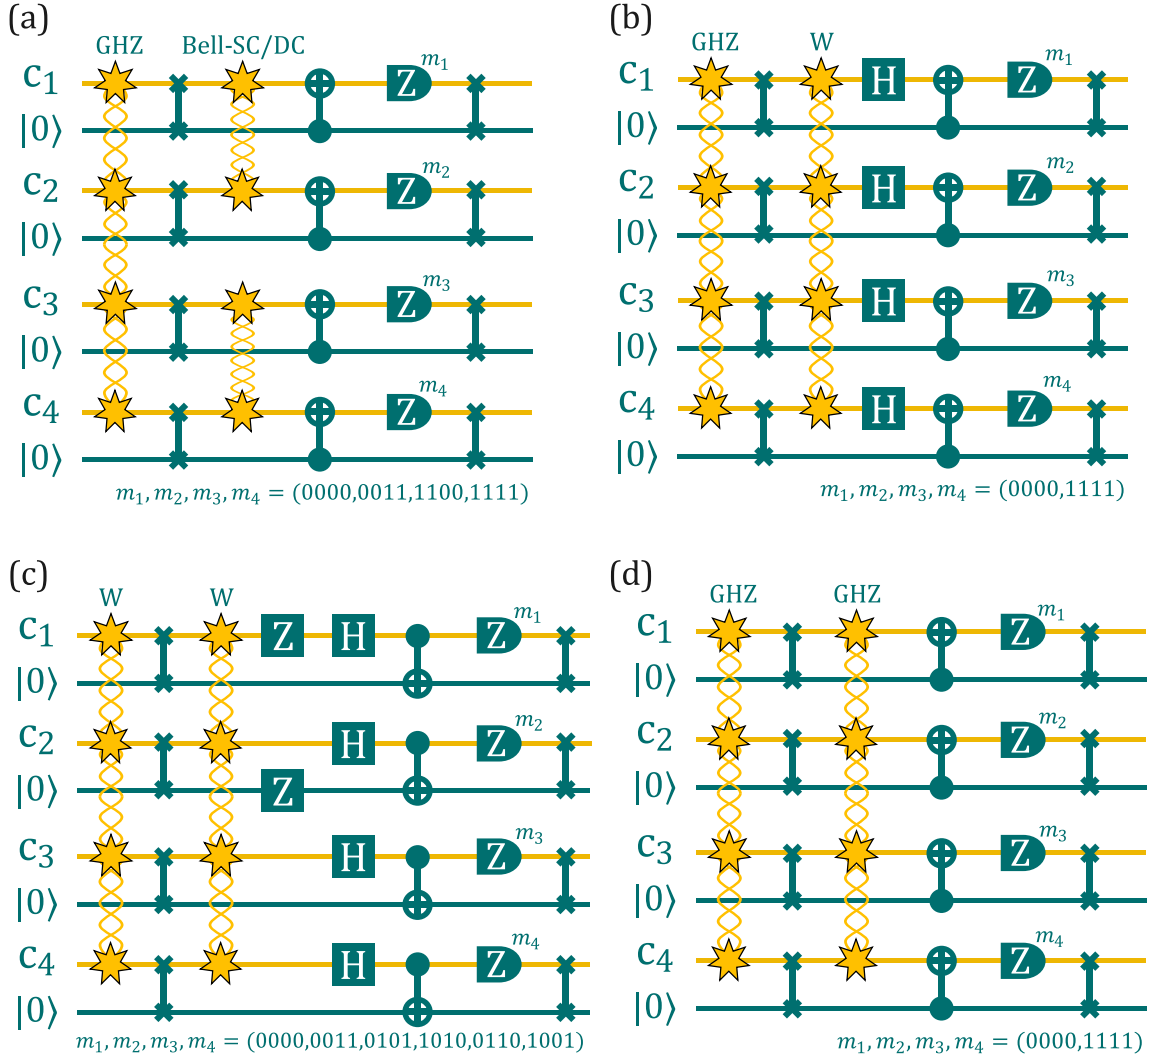 (a)
GHZ Bell-SC/DC
c1 Z m1
|0⟩
c2 Z m2
|0⟩
c3 Z m3
|0⟩
c4 Z m4
|0⟩
m1, m2, m3, m4 = (0000,0011,1100,1111)
(b)
GHZ W
c1 H Z m1
|0⟩
c2 H Z m2
|0⟩
c3 H Z m3
|0⟩
c4 H Z m4
|0⟩
m1, m2, m3, m4 = (0000,1111)
(c)
W W
c1 Z H Z m1
|0⟩
c2 H Z m2
|0⟩ Z
c3 H Z m3
|0⟩
c4 H Z m4
|0⟩
m1, m2, m3, m4 = (0000,0011,0101,1010,0110,1001)
(d)
GHZ GHZ
c1 Z m1
|0⟩
c2 Z m2
|0⟩
c3 Z m3
|0⟩
c4 Z m4
|0⟩
m1, m2, m3, m4 = (0000,1111)